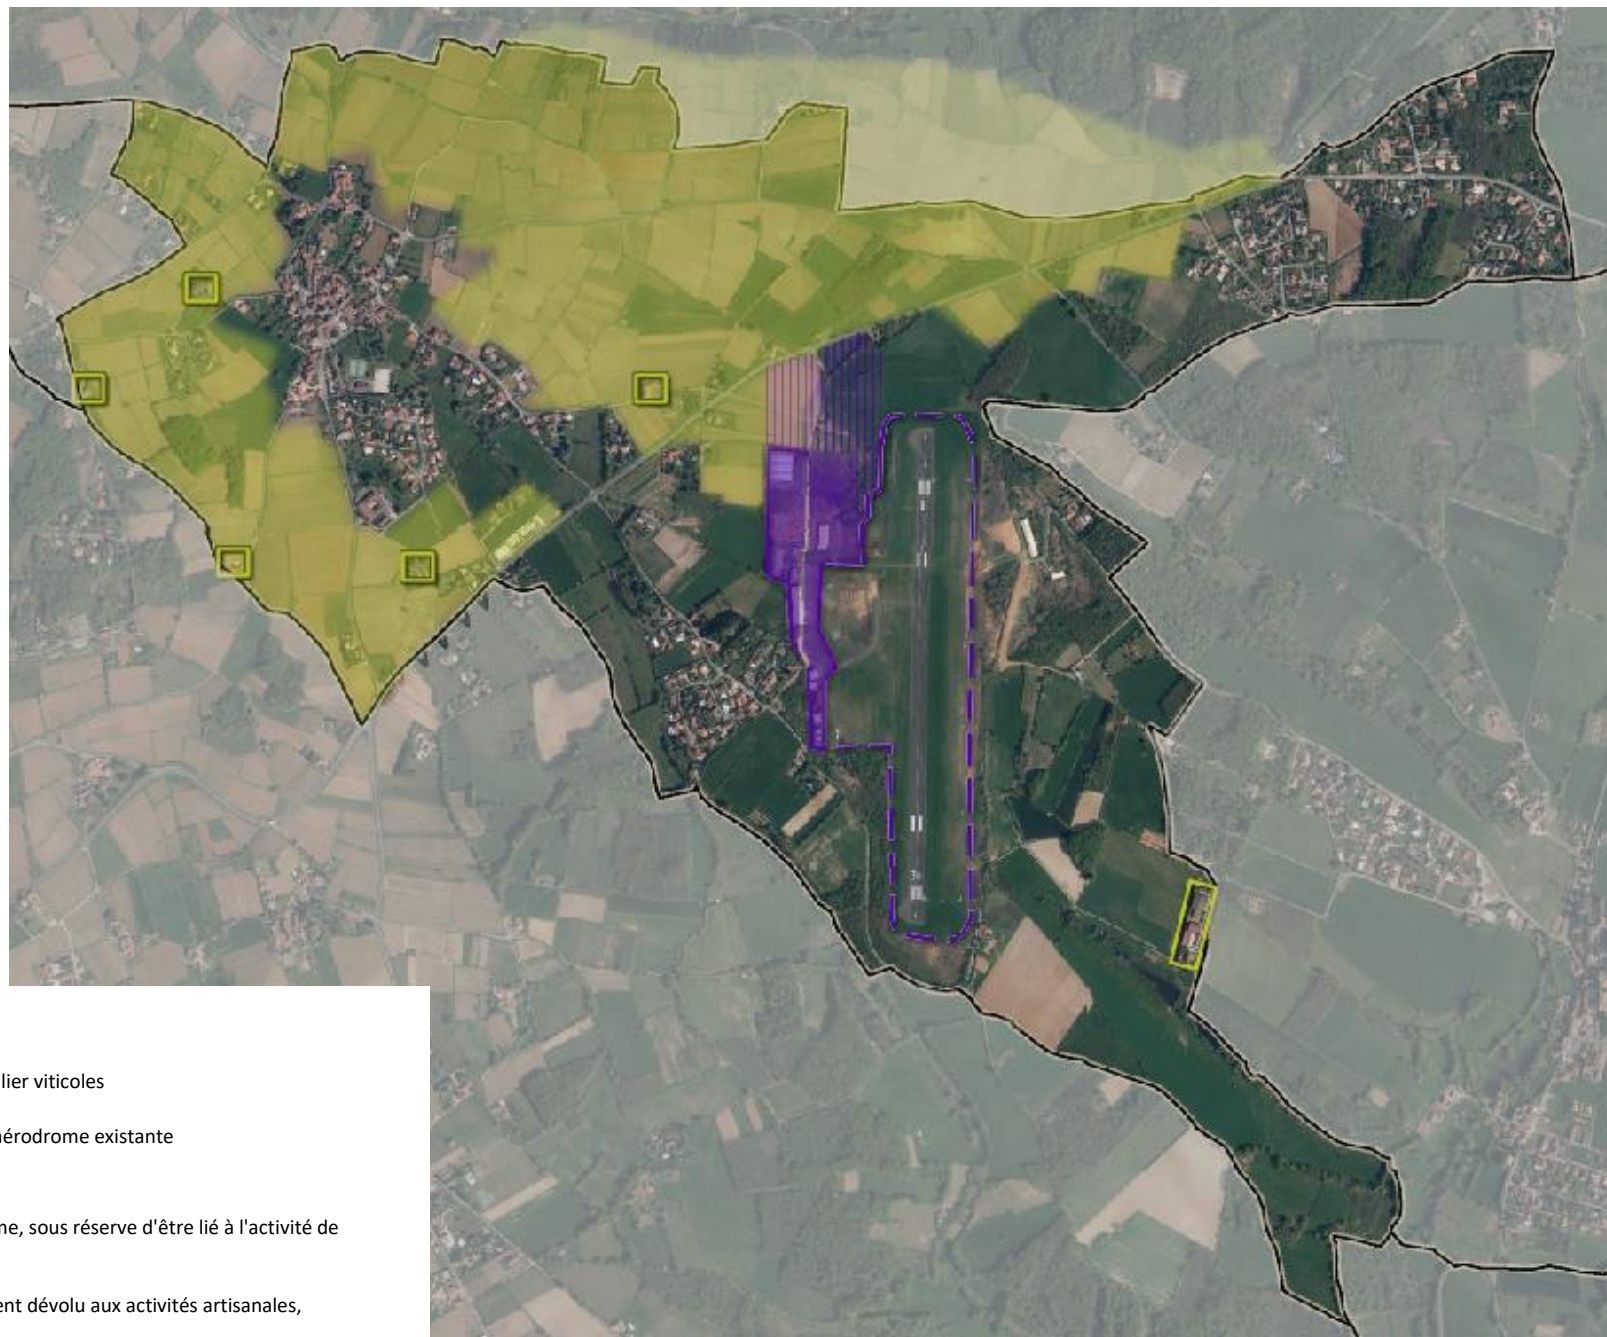 lier viticoles
érodrome existante
ne, sous réserve d'être lié à l'activité de
ent dévolu aux activités artisanales,